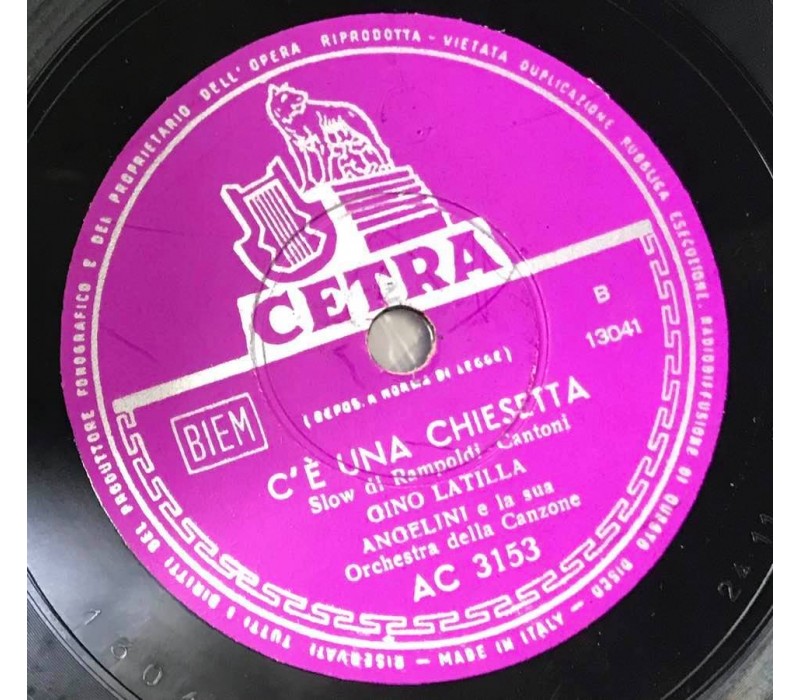 TUTTI I DIRITTI DEL PRODUTTORE FONOGRAFICO E DEL PROPRIETARIO DELL'OPERA RIPRODOTTA - VIETATA DUPLICAZIONE PUBBLICA ESECUZIONE RADIODIFFUSIONE DI QUESTO DISCO - MADE IN ITALY - RISERVATI
CETRA
B
13041
(DEPOS. A NORMA DI LEGGE)
BIEM
C'È UNA CHIESETTA
Slow di Rampoldi, Cantoni
GINO LATILLA
ANGELINI e la sua
Orchestra della Canzone
AC 3153